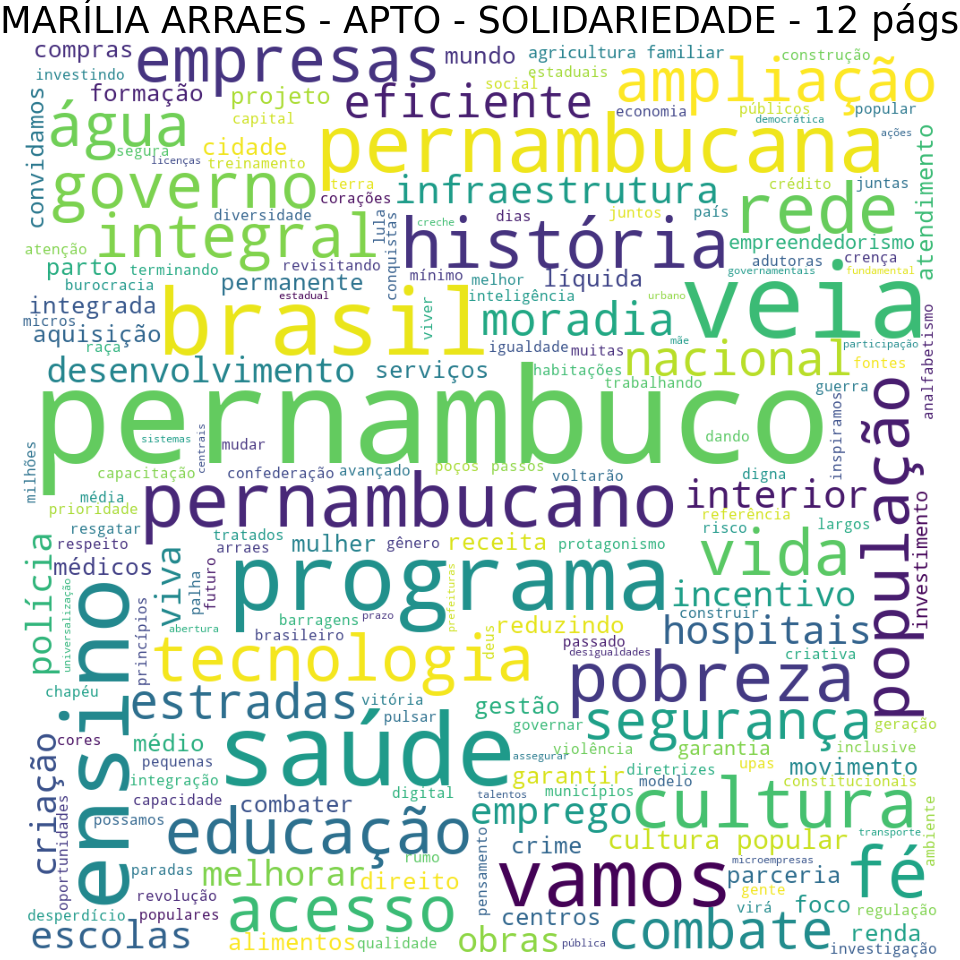 MARÍLIA ARRAES - APTO - SOLIDARIEDADE - 12 págs
compras empresas mundo agricultura familiar construção
investindo estaduais social ampliação
formação projeto eficiente economia públicos popular
convidamos água capital pernambucana democrática ações
segura cidade
licenças treinamento
governo terra corações infraestrutura crédito juntas rede atendimento
diversidade lula creche dias juntos país
atenção integral conquistas história empreendedorismo
revisitando adutoras crença
parto terminando mínimo melhor líquida governamentais fundamental
burocracia permanente
integrada estadual brasil viver inteligência urbano veia
micros moradia mãe participação analfabetismo
aquisição igualdade muitas nacional
raça fontes
desenvolvimento serviços habitações trabalhando guerra
pernambuco população inspiramos
sistemas centrais mudar dando
milhões capacitação confederação avançado poços passos voltarão digna
média pernambucano interior
prioridade referência
resgatar tratados risco largos investimento
respeito arraes mulher gênero receita protagonismo vida
polícia médicos viva palha futuro programa incentivo
universalização princípios barragens prazo prefeituras construir
abertura brasileiro reduzindo hospitais
ensino tecnologia deus passado criativa
desigualdades
chapéu estradas vitória gestão pobreza
pulsar governar segurança geração
cores saúde assegurar violência garantia inclusive
médio upas
pequenas garantir diretrizes movimento
criação integração digital talentos municípios modelo constitucionais
capacidade combater emprego cultura
oportunidades possamos educação crime cultura popular transporte ambiente
paradas rumo microempresas
melhorar direito pensamento vamos parceria fé
revolução gente
desperdício populares acesso centros virá foco regulação
escolas alimentos qualidade obras pública combate renda
investigação